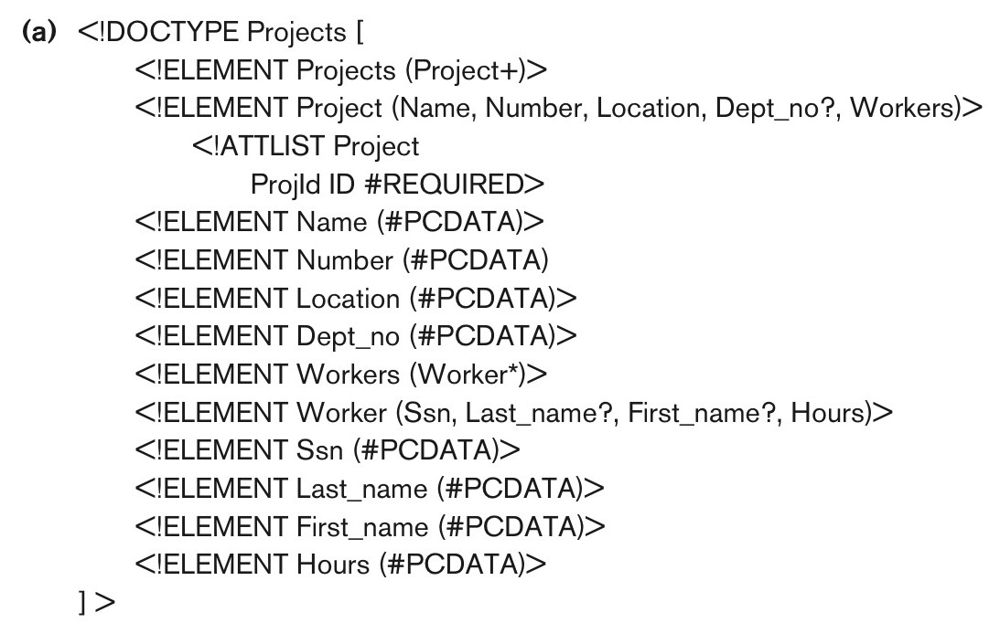 (a) <!DOCTYPE Projects [
<!ELEMENT Projects (Project+)>
<!ELEMENT Project (Name, Number, Location, Dept_no?, Workers)>
<!ATTLIST Project
ProjId ID #REQUIRED>
<!ELEMENT Name (#PCDATA)>
<!ELEMENT Number (#PCDATA)
<!ELEMENT Location (#PCDATA)>
<!ELEMENT Dept_no (#PCDATA)>
<!ELEMENT Workers (Worker*)>
<!ELEMENT Worker (Ssn, Last_name?, First_name?, Hours)>
<!ELEMENT Ssn (#PCDATA)>
<!ELEMENT Last_name (#PCDATA)>
<!ELEMENT First_name (#PCDATA)>
<!ELEMENT Hours (#PCDATA)>
] >